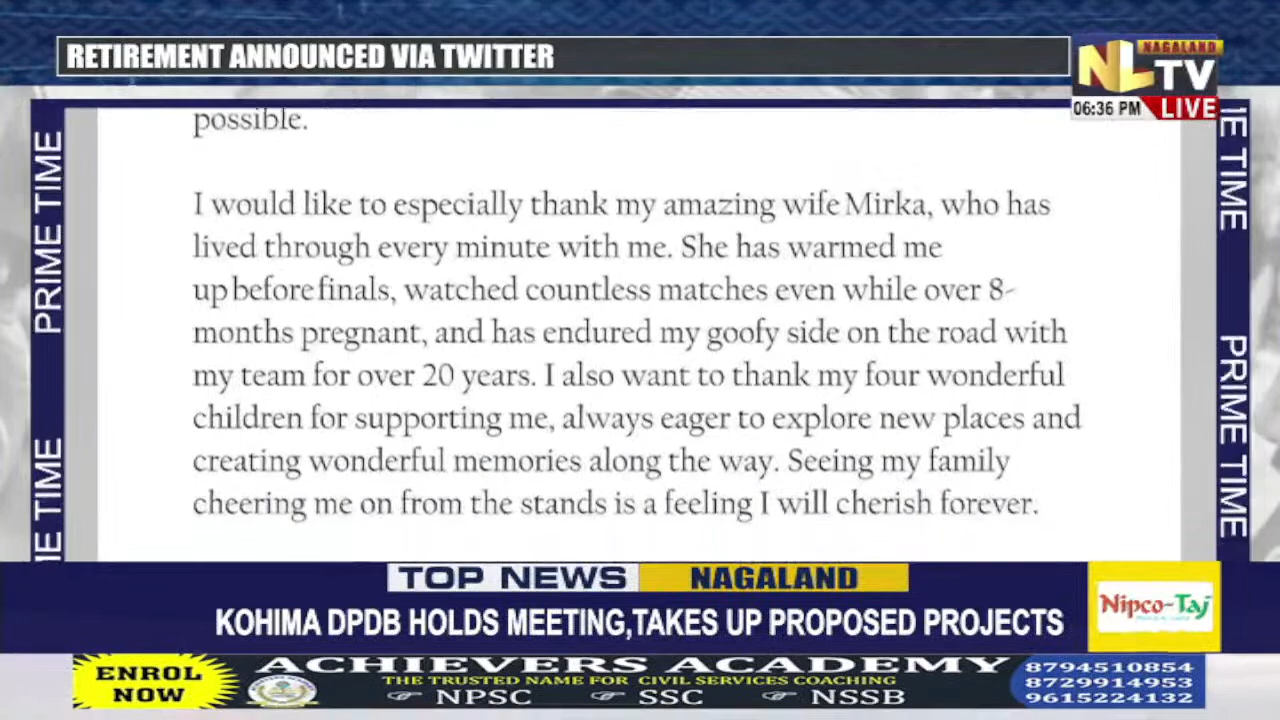 RETIREMENT ANNOUNCED VIA TWITTER
NAGALAND
NLTV
06:36 PM LIVE
possible.
I would like to especially thank my amazing wife Mirka, who has
lived through every minute with me. She has warmed me
up before finals, watched countless matches even while over 8-
months pregnant, and has endured my goofy side on the road with
my team for over 20 years. I also want to thank my four wonderful
children for supporting me, always eager to explore new places and
creating wonderful memories along the way. Seeing my family
cheering me on from the stands is a feeling I will cherish forever.
PRIME TIME
IE TIME
IE TIME
PRIME TIME
TOP NEWS NAGALAND
KOHIMA DPDB HOLDS MEETING,TAKES UP PROPOSED PROJECTS
Nipco-Taj
ENROL
NOW
ACHIEVERS ACADEMY
THE TRUSTED NAME FOR CIVIL SERVICES COACHING
NPSC SSC NSSB
8794510854
8729914953
9615224132